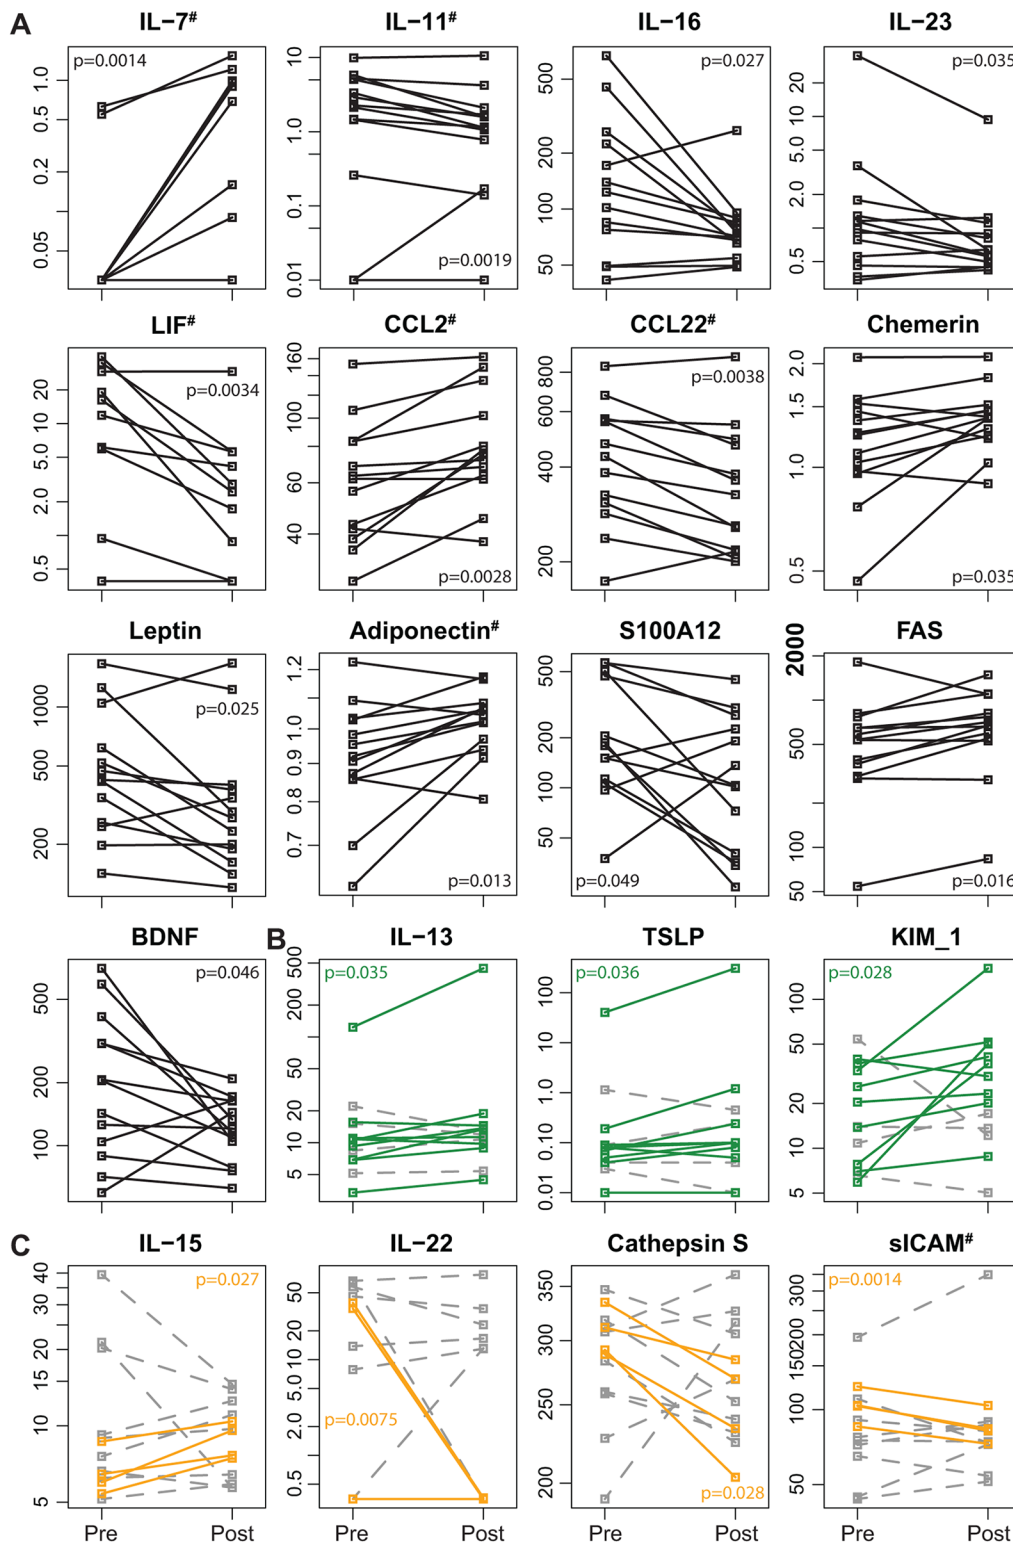 A
IL−7# IL−11# IL−16 IL−23
p=0.0014 p=0.0019 p=0.027 p=0.035
1.0 0.5 0.2 0.05
10.0 1.0 0.1 0.01
500 200 100 50
20 5.0 2.0 0.5
LIF# CCL2# CCL22# Chemerin
p=0.0034 p=0.0028 p=0.0038 p=0.035
20 10 5.0 2.0 0.5
160 100 60 40
800 600 400 200
2.0 1.5 1.0 0.5
Leptin Adiponectin# S100A12 FAS
p=0.025 p=0.013 p=0.049 p=0.016
1000 500 200
1.2 1.0 0.9 0.8 0.7
500 200 100 50
2000 500 100 50
BDNF B IL−13 TSLP KIM_1
p=0.046 p=0.035 p=0.036 p=0.028
500 200 100
500 200 50 20 10 5
100 10 1.0 0.10 0.01
100 50 20 10 5
C
IL−15 IL−22 Cathepsin S sICAM#
p=0.027 p=0.0075 p=0.028 p=0.0014
40 30 20 15 10 5
50 20 10 5.0 2.0 0.5
350 300 250 200
300 200 150 100 50
Pre Post Pre Post Pre Post Pre Post